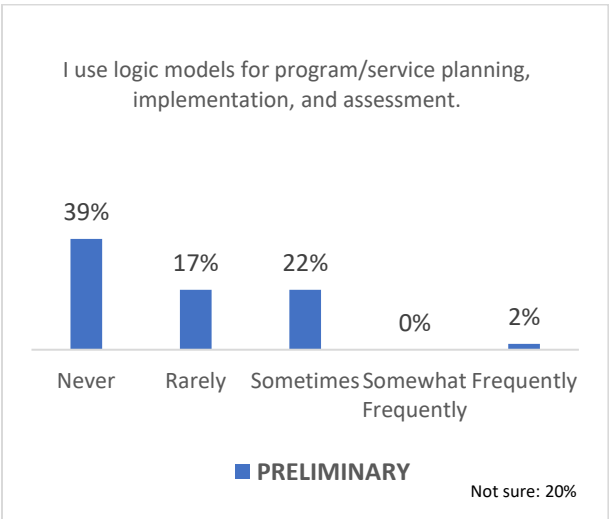 I use logic models for program/service planning,
implementation, and assessment.
39%
17%
22%
0%
2%
Never
Rarely
Sometimes
Somewhat
Frequently
Frequently
PRELIMINARY
Not sure: 20%